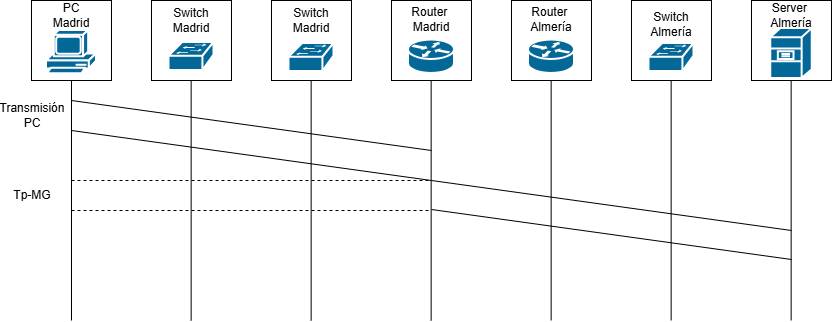 PC
Madrid
Switch
Madrid
Switch
Madrid
Router
Madrid
Router
Almería
Switch
Almería
Server
Almería
Transmisión
PC
Tp-MG